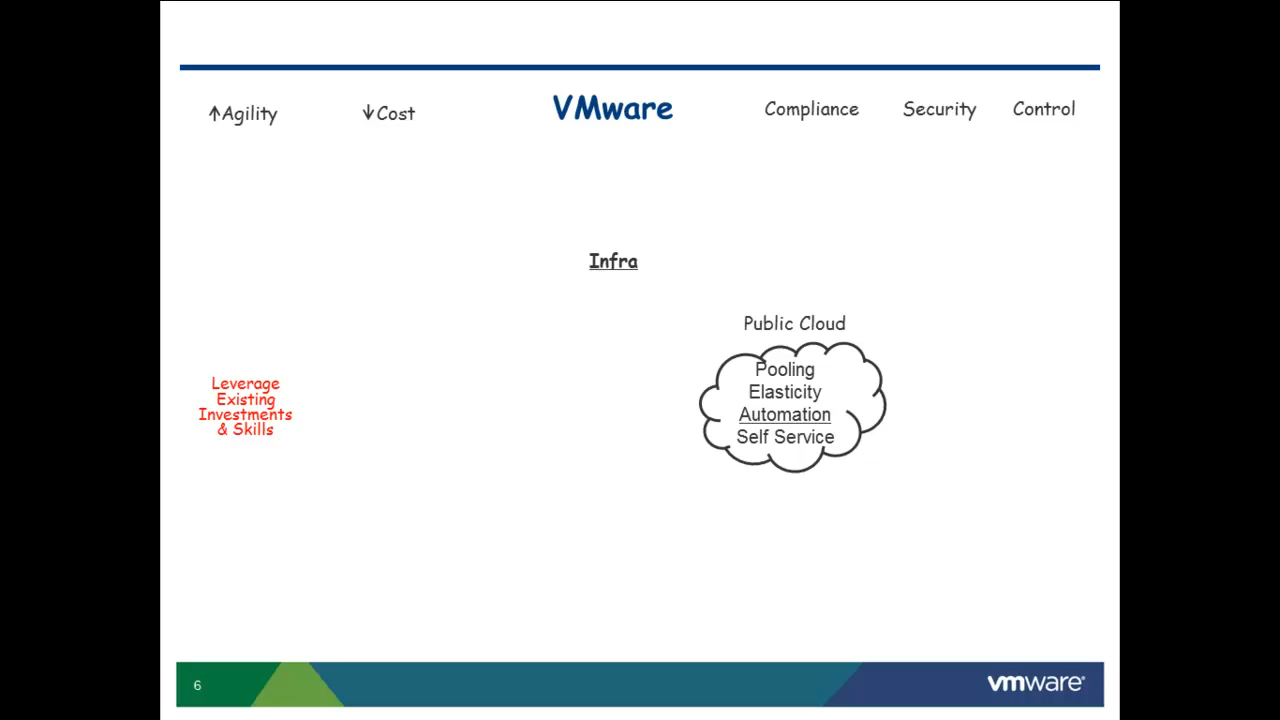 ↑Agility
↓Cost
VMware
Compliance
Security
Control
Infra
Public Cloud
Pooling
Elasticity
Automation
Self Service
Leverage
Existing
Investments
& Skills
6
vmware®